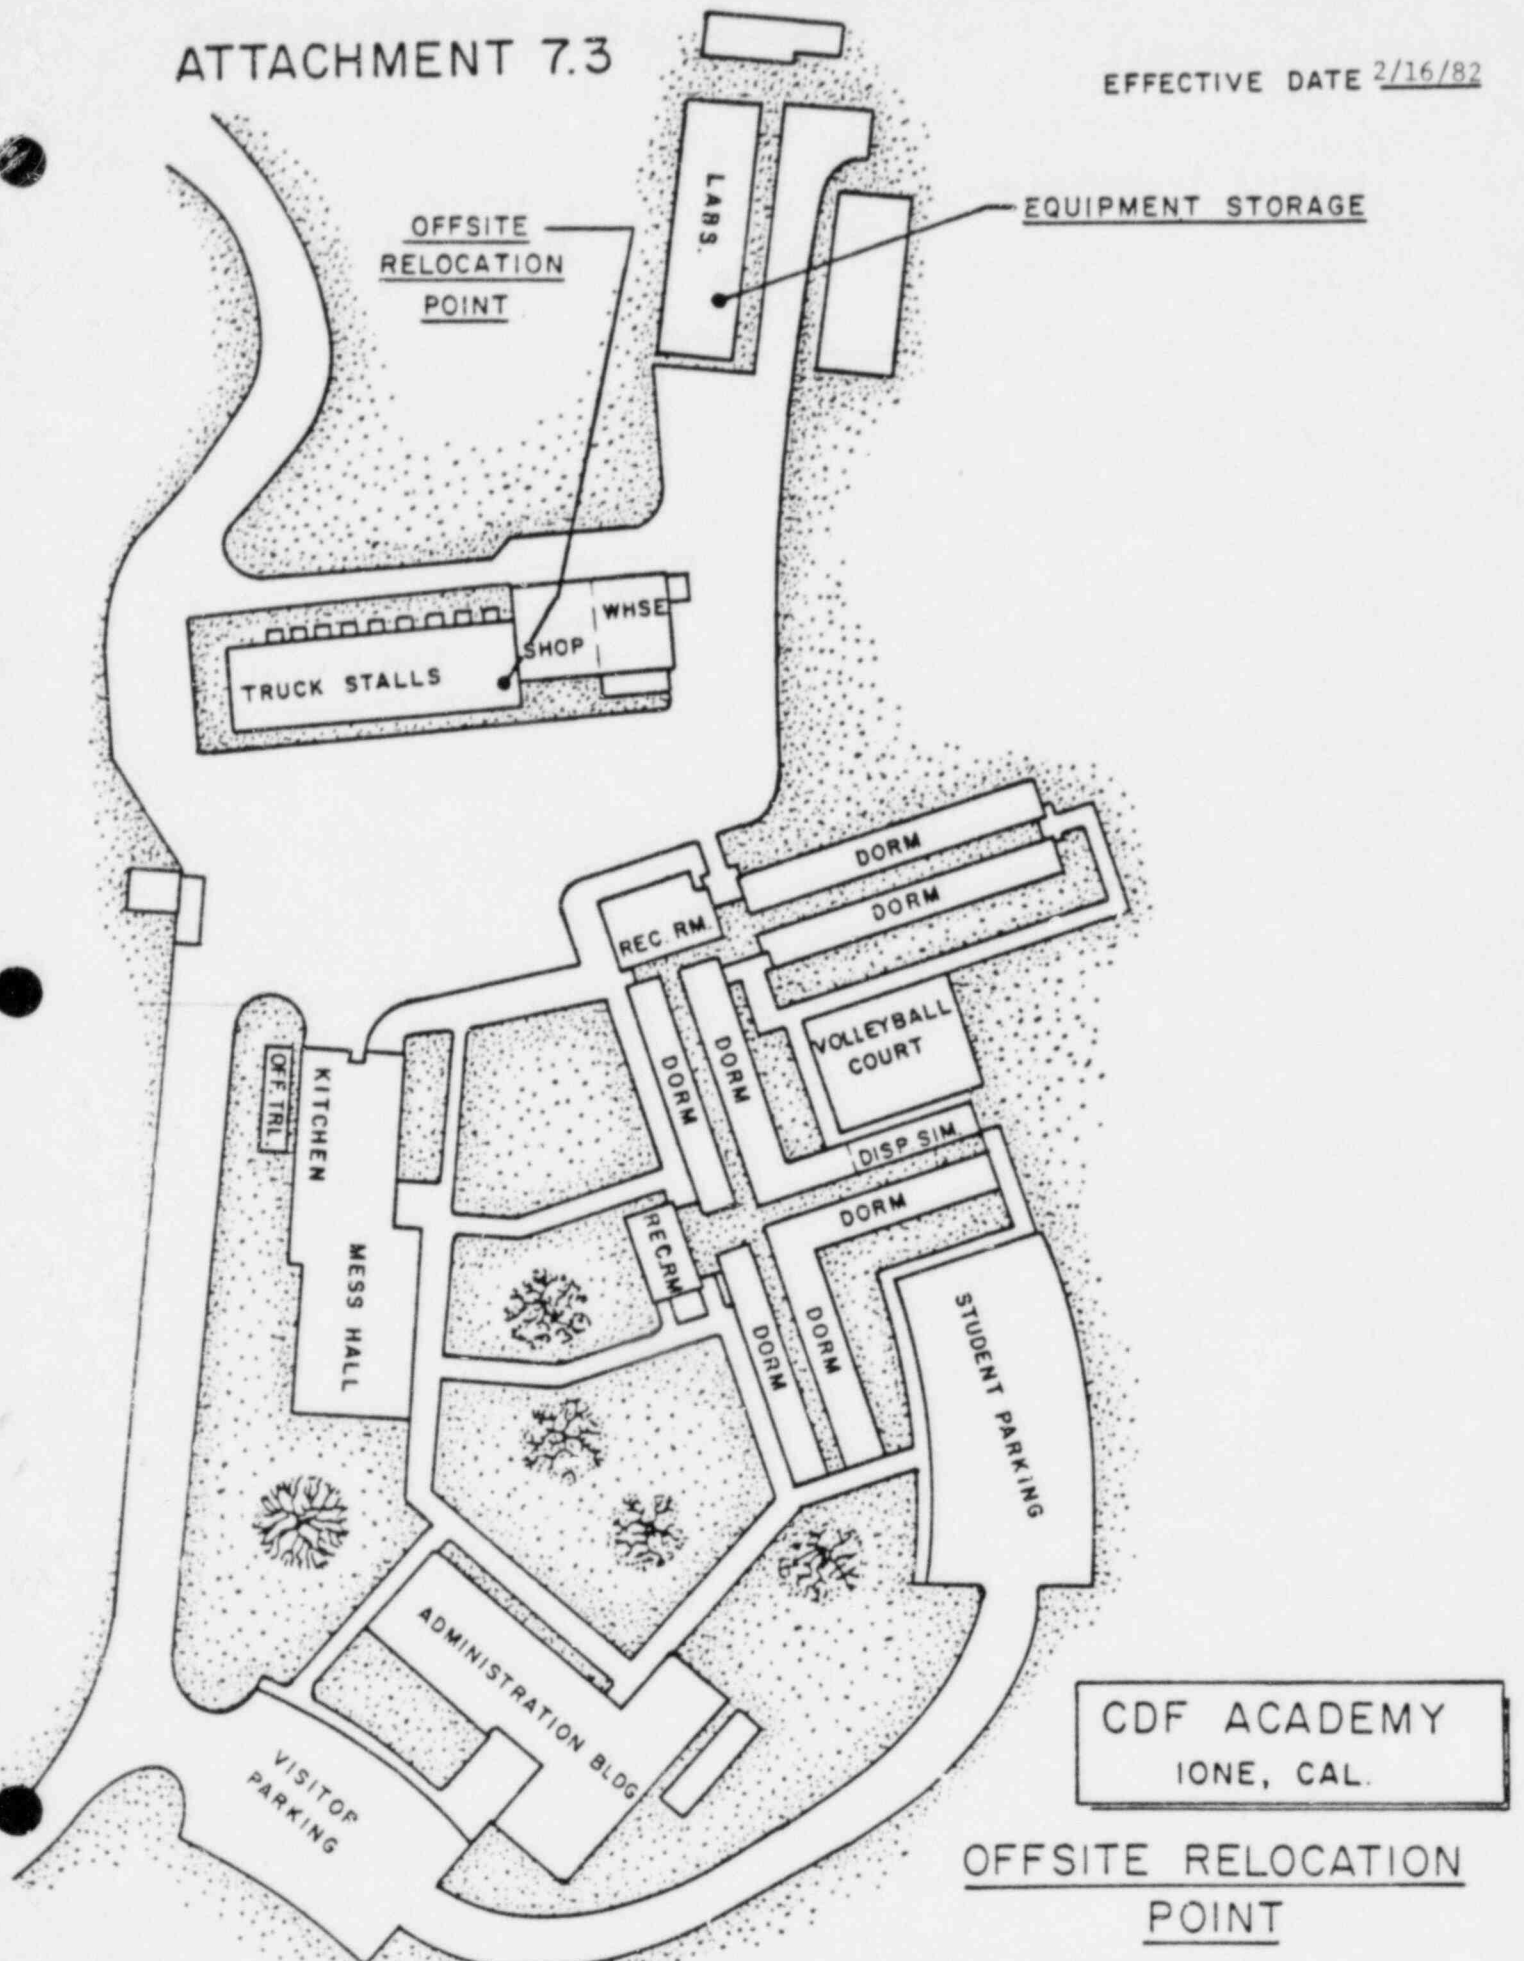 ATTACHMENT 7.3
EFFECTIVE DATE 2/16/82
LABS.
OFFSITE
RELOCATION
POINT
EQUIPMENT STORAGE
WHSE
SHOP
TRUCK STALLS
DORM
DORM
REC. RM.
VOLLEYBALL
COURT
DORM
DORM
OFF. TRL
KITCHEN
DISP. SIM.
DORM
REC.RM
MESS HALL
DORM
DORM
STUDENT PARKING
ADMINISTRATION BLDG
VISITOR
PARKING
CDF ACADEMY
IONE, CAL.
OFFSITE RELOCATION
POINT